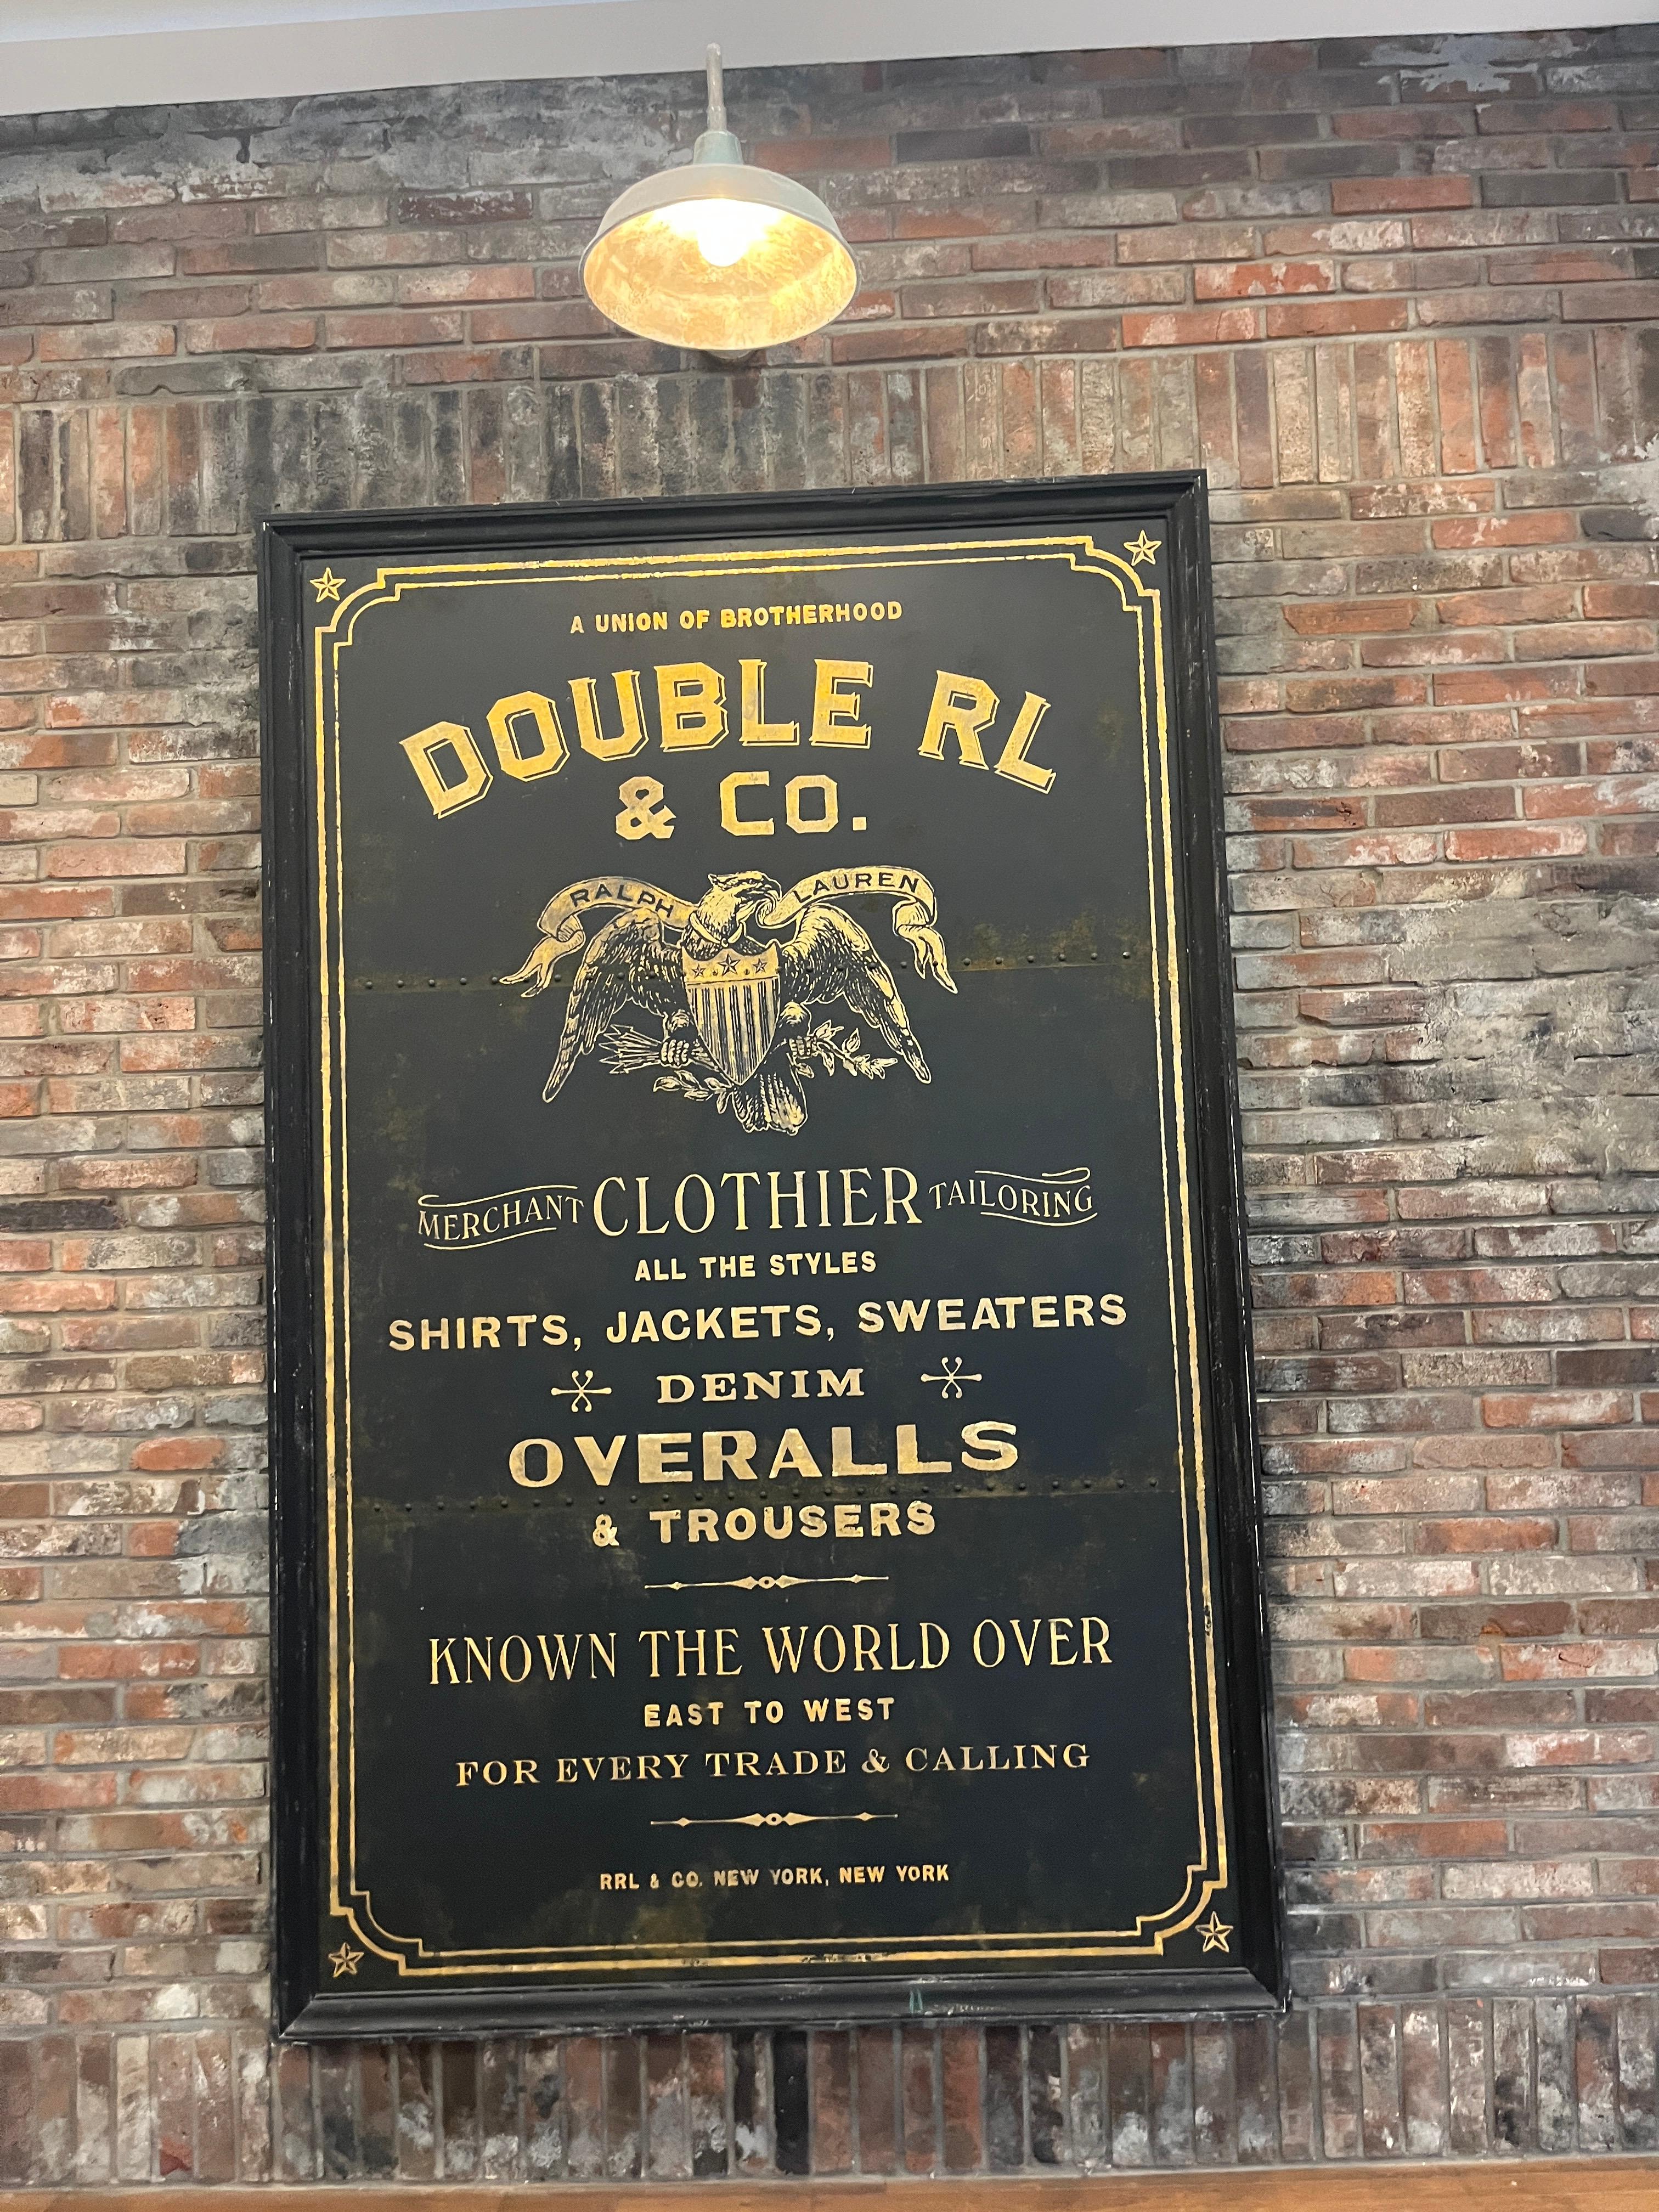 A UNION OF BROTHERHOOD
DOUBLE RL
& CO.
RALPH LAUREN
MERCHANT CLOTHIER TAILORING
ALL THE STYLES
SHIRTS, JACKETS, SWEATERS
DENIM
OVERALLS
& TROUSERS
KNOWN THE WORLD OVER
EAST TO WEST
FOR EVERY TRADE & CALLING
RRL & CO. NEW YORK, NEW YORK